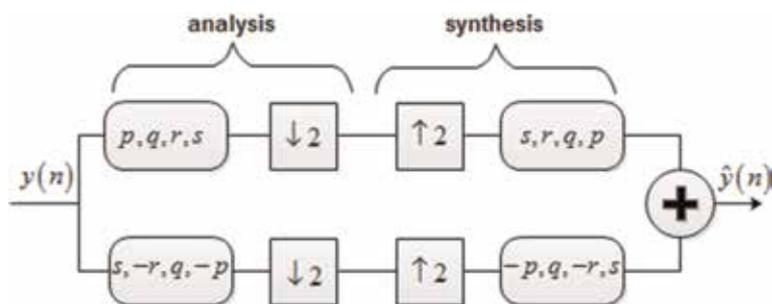 analysis
synthesis
p,q,r,s
↓2
↑2
s,r,q,p
y(n)
ŷ(n)
+
s,−r,q,−p
↓2
↑2
−p,q,−r,s